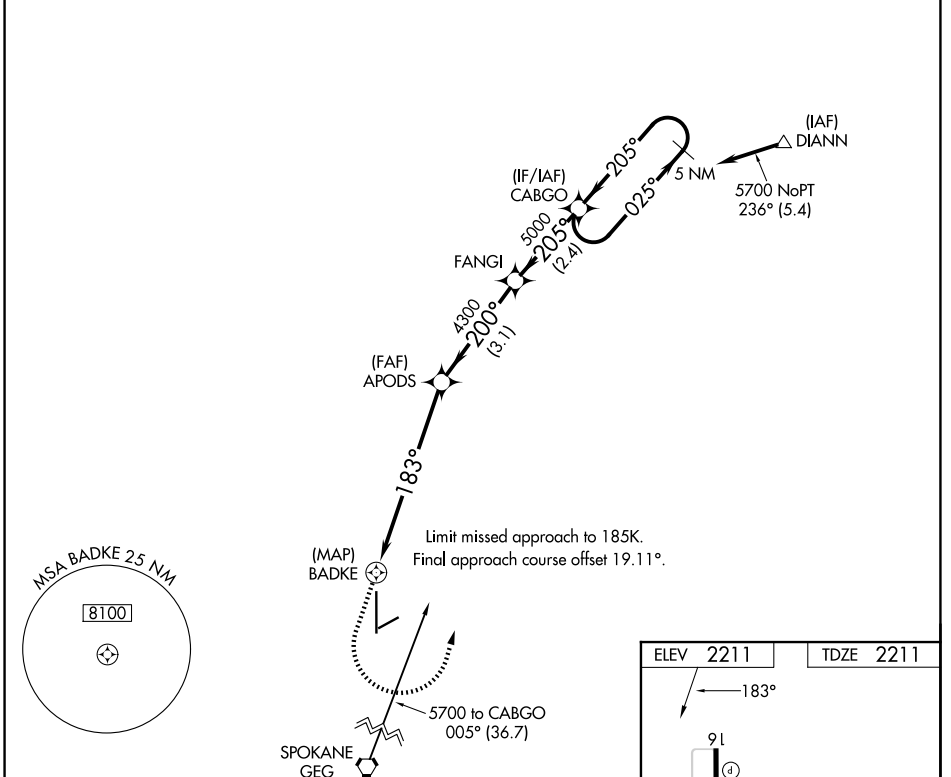 (IAF)
DIANN
5700 NoPT
236° (5.4)
205°
5 NM
025°
(IF/IAF)
CABGO
5000
205°
(2.4)
FANGI
4300
200°
(3.1)
(FAF)
APODS
183°
Limit missed approach to 185K.
Final approach course offset 19.11°.
(MAP)
BADKE
MSA BADKE 25 NM
8100
5700 to CABGO
005° (36.7)
SPOKANE
GEG
ELEV 2211
TDZE 2211
183°
16
P